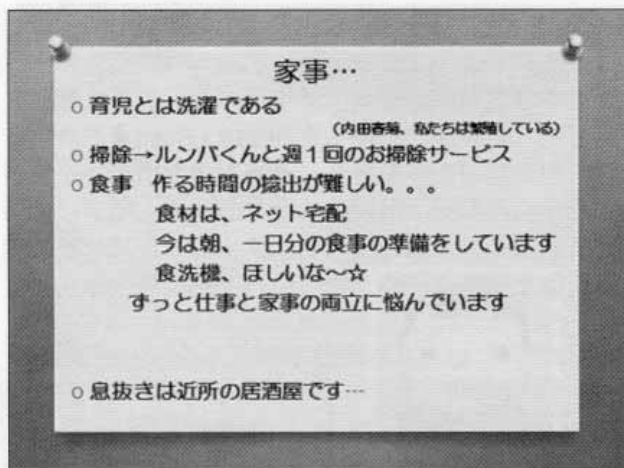 家事…
○ 育児とは洗濯である
(内田春菊、私たちは繁殖している)
○ 掃除→ルンバくんと週1回のお掃除サービス
○ 食事 作る時間の捻出が難しい。。。
食材は、ネット宅配
今は朝、一日分の食事の準備をしています
食洗機、ほしいな～☆
ずっと仕事と家事の両立に悩んでいます
○ 息抜きは近所の居酒屋です…